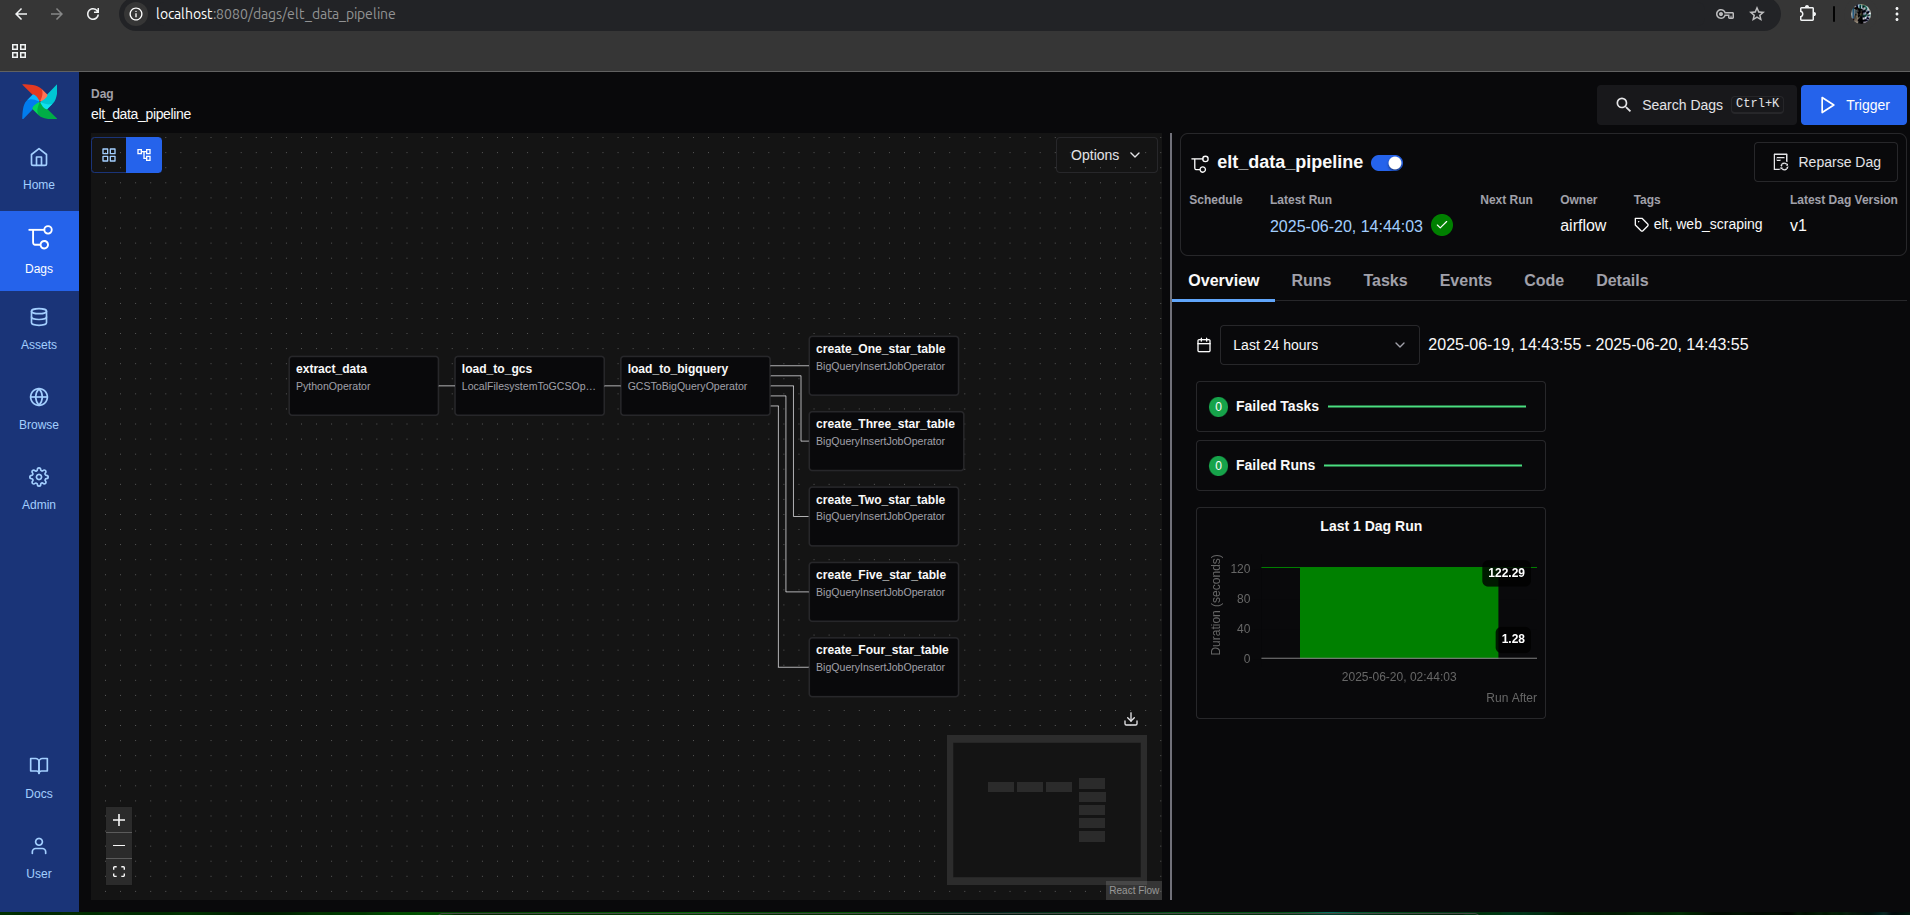 localhost:8080/dags/elt_data_pipeline
Dag
elt_data_pipeline
Search Dags Ctrl+K
Trigger
Home
Dags
Assets
Browse
Admin
Docs
User
Options
extract_data
PythonOperator
load_to_gcs
LocalFilesystemToGCSOp...
load_to_bigquery
GCSToBigQueryOperator
create_One_star_table
BigQueryInsertJobOperator
create_Three_star_table
BigQueryInsertJobOperator
create_Two_star_table
BigQueryInsertJobOperator
create_Five_star_table
BigQueryInsertJobOperator
create_Four_star_table
BigQueryInsertJobOperator
React Flow
elt_data_pipeline
Reparse Dag
Schedule Latest Run Next Run Owner Tags Latest Dag Version
2025-06-20, 14:44:03 airflow elt, web_scraping v1
Overview Runs Tasks Events Code Details
Last 24 hours 2025-06-19, 14:43:55 - 2025-06-20, 14:43:55
0 Failed Tasks
0 Failed Runs
Last 1 Dag Run
Duration (seconds)
120
80
40
0
122.29
1.28
2025-06-20, 02:44:03
Run After